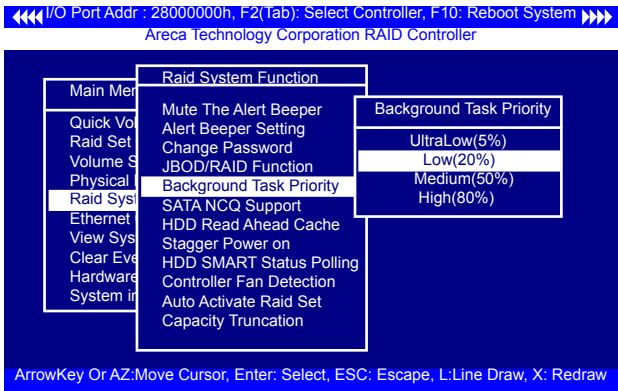 I/O Port Addr : 28000000h, F2(Tab): Select Controller, F10: Reboot System
Areca Technology Corporation RAID Controller
Main Men
Quick Vol
Raid Set
Volume S
Physical
Raid Syst
Ethernet
View Sys
Clear Eve
Hardware
System in
Raid System Function
Mute The Alert Beeper
Alert Beeper Setting
Change Password
JBOD/RAID Function
Background Task Priority
SATA NCQ Support
HDD Read Ahead Cache
Stagger Power on
HDD SMART Status Polling
Controller Fan Detection
Auto Activate Raid Set
Capacity Truncation
Background Task Priority
UltraLow(5%)
Low(20%)
Medium(50%)
High(80%)
ArrowKey Or AZ:Move Cursor, Enter: Select, ESC: Escape, L:Line Draw, X: Redraw